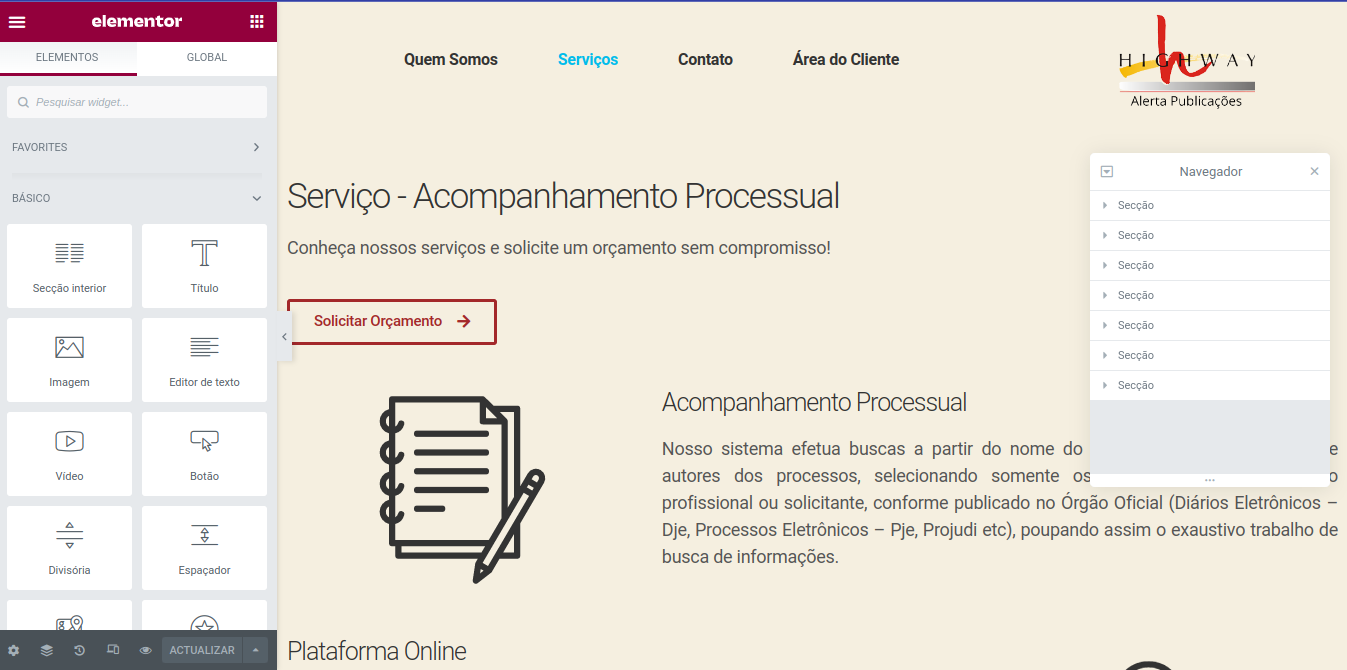 elementor
ELEMENTOS GLOBAL
Pesquisar widget...
FAVORITES
BÁSICO
Secção interior Título
Imagem Editor de texto
Vídeo Botão
Divisória Espaçador
ACTUALIZAR
Quem Somos Serviços Contato Área do Cliente
HIGHWAY
Alerta Publicações
Serviço - Acompanhamento Processual
Conheça nossos serviços e solicite um orçamento sem compromisso!
Solicitar Orçamento
Acompanhamento Processual
Nosso sistema efetua buscas a partir do nome do e
autores dos processos, selecionando somente os o
profissional ou solicitante, conforme publicado no Órgão Oficial (Diários Eletrônicos –
Dje, Processos Eletrônicos – Pje, Projudi etc), poupando assim o exaustivo trabalho de
busca de informações.
Plataforma Online
Navegador
Secção
Secção
Secção
Secção
Secção
Secção
Secção